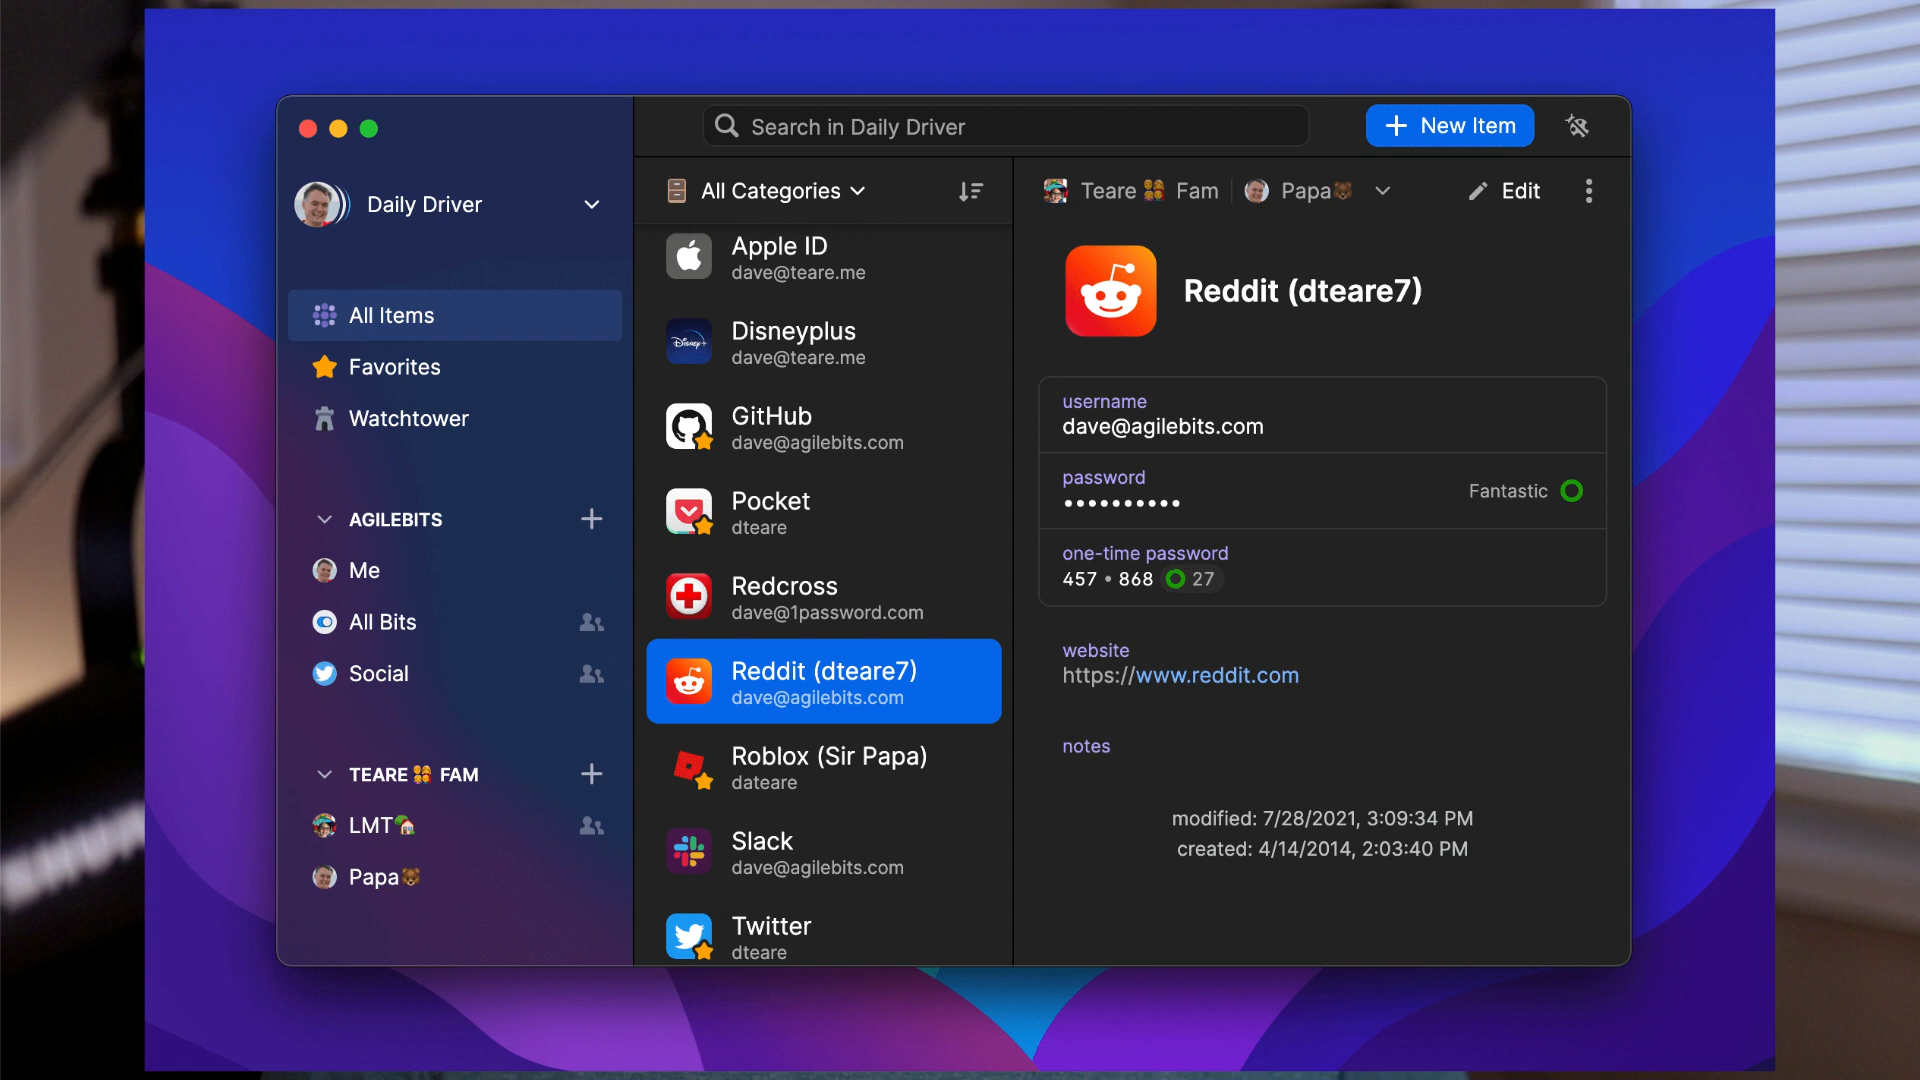 Search in Daily Driver
New Item
Daily Driver
All Items
Favorites
Watchtower
AGILEBITS
Me
All Bits
Social
TEARE 👨‍👩‍👧‍👦 FAM
LMT🏡
Papa🐻
All Categories
Apple ID
dave@teare.me
Disney+
Disneyplus
dave@teare.me
GitHub
dave@agilebits.com
Pocket
dteare
Redcross
dave@1password.com
Reddit (dteare7)
dave@agilebits.com
Roblox (Sir Papa)
dateare
Slack
dave@agilebits.com
Twitter
dteare
Teare 👨‍👩‍👧‍👦 Fam
Papa🐻
Edit
Reddit (dteare7)
username
dave@agilebits.com
password
••••••••••
Fantastic
one-time password
457 • 868
27
website
https://www.reddit.com
notes
modified: 7/28/2021, 3:09:34 PM
created: 4/14/2014, 2:03:40 PM